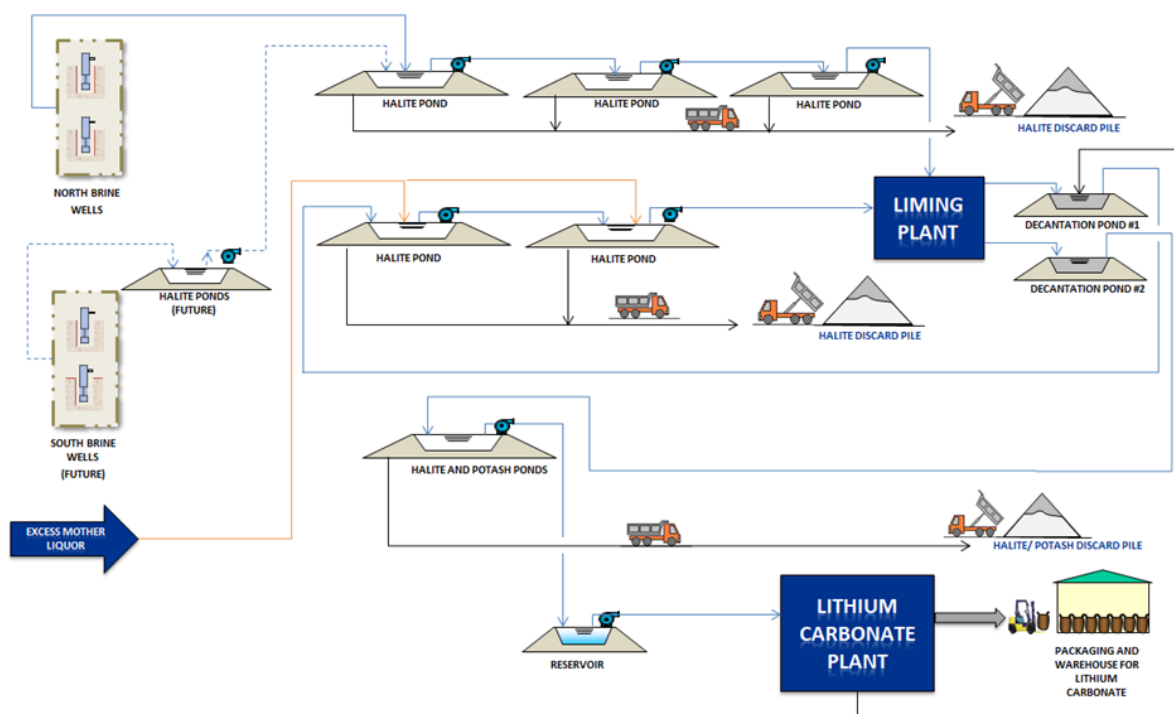 HALITE POND
HALITE POND
HALITE POND
HALITE DISCARD PILE
NORTH BRINE
WELLS
LIMING
PLANT
DECANTATION POND #1
HALITE POND
HALITE POND
DECANTATION POND #2
HALITE PONDS
(FUTURE)
HALITE DISCARD PILE
SOUTH BRINE
WELLS
(FUTURE)
HALITE AND POTASH PONDS
EXCESS MOTHER
LIQUOR
HALITE/ POTASH DISCARD PILE
LITHIUM
CARBONATE
PLANT
RESERVOIR
PACKAGING AND
WAREHOUSE FOR
LITHIUM
CARBONATE